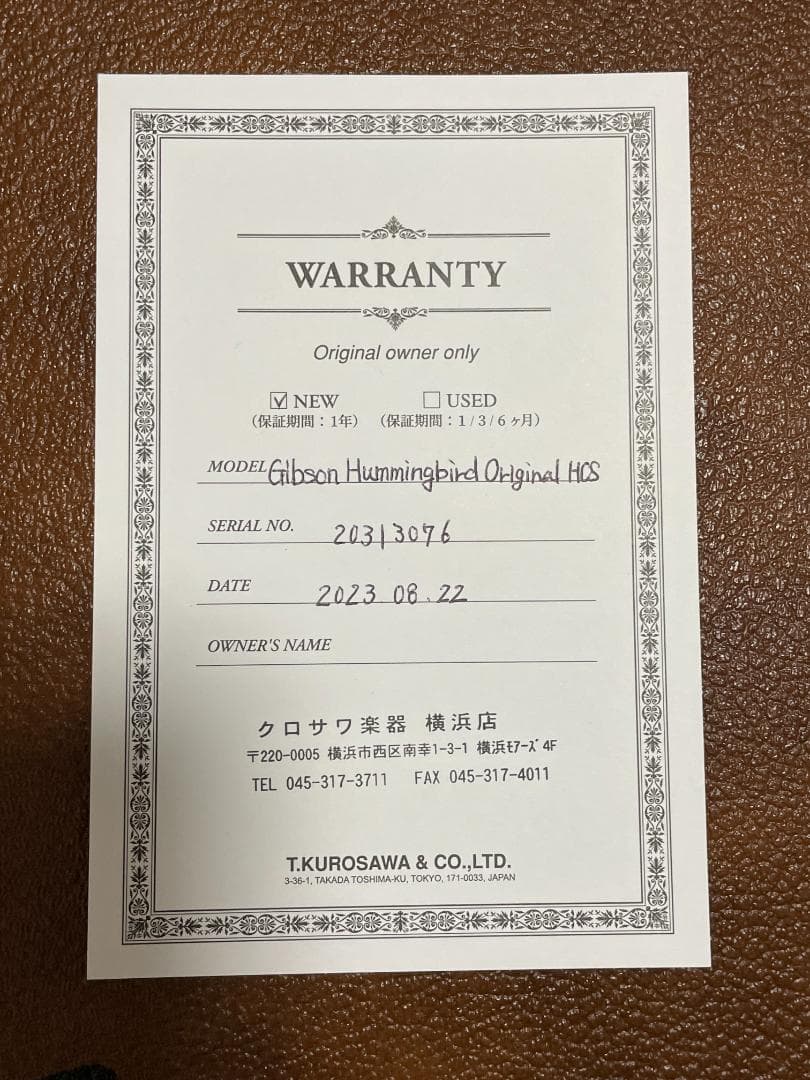 WARRANTY
Original owner only
☑ NEW ☐ USED
（保証期間：1年）（保証期間：1/3/6ヶ月）
MODEL Gibson Hummingbird Original HCS
SERIAL NO. 20313076
DATE 2023.08.22
OWNER'S NAME
クロサワ楽器 横浜店
〒220-0005 横浜市西区南幸1-3-1 横浜ﾓｱｰｽﾞ4F
TEL 045-317-3711 FAX 045-317-4011
T.KUROSAWA & CO.,LTD.
3-36-1, TAKADA TOSHIMA-KU, TOKYO, 171-0033, JAPAN